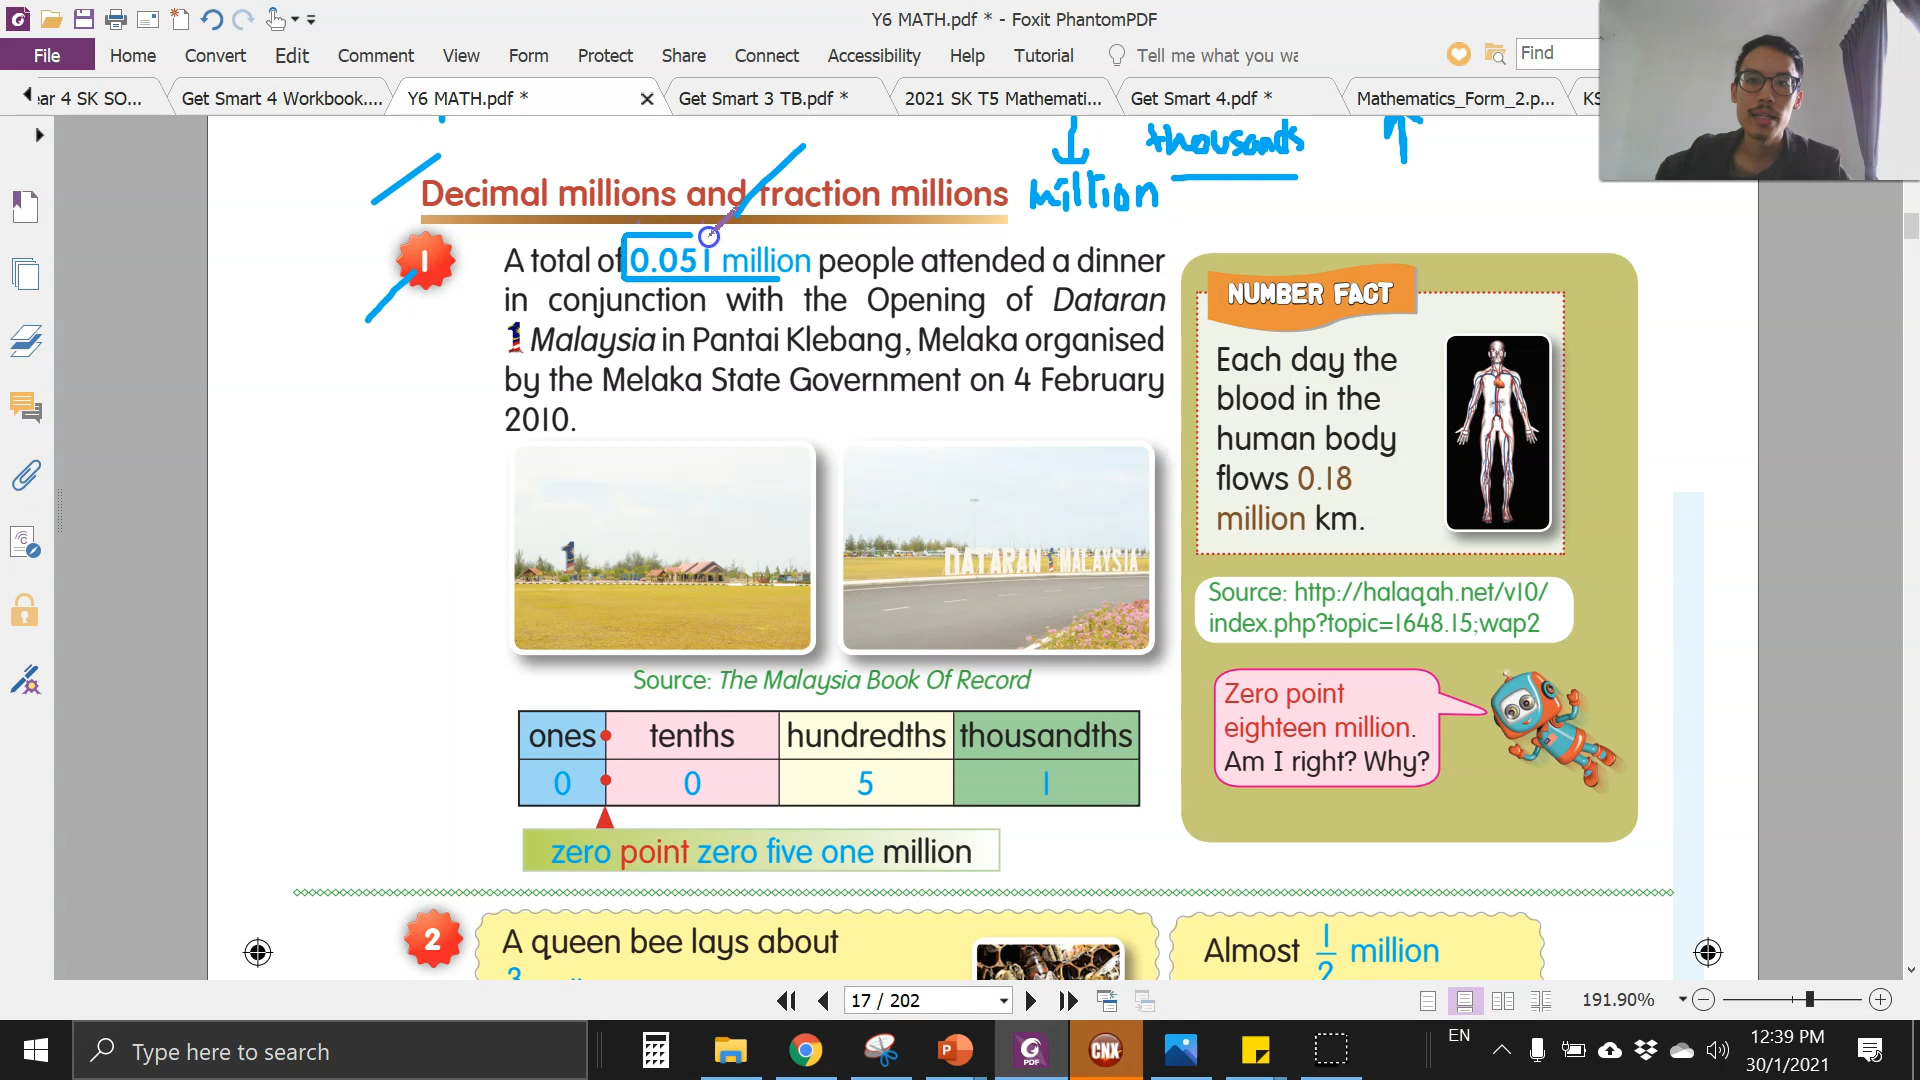 Y6 MATH.pdf * - Foxit PhantomPDF
File Home Convert Edit Comment View Form Protect Share Connect Accessibility Help Tutorial Tell me what you wa Find
ear 4 SK SO... Get Smart 4 Workbook.... Y6 MATH.pdf * Get Smart 3 TB.pdf * 2021 SK T5 Mathemati... Get Smart 4.pdf * Mathematics_Form_2.p... KS
thousands
Decimal millions and fraction millions
million
1
A total of 0.051 million people attended a dinner
in conjunction with the Opening of Dataran
1 Malaysia in Pantai Klebang, Melaka organised
by the Melaka State Government on 4 February
2010.
DATARAN 1 MALAYSIA
Source: The Malaysia Book Of Record
ones tenths hundredths thousandths
0 0 5 1
zero point zero five one million
NUMBER FACT
Each day the
blood in the
human body
flows 0.18
million km.
Source: http://halaqah.net/v10/
index.php?topic=1648.15;wap2
Zero point
eighteen million.
Am I right? Why?
2
A queen bee lays about
3
Almost 1/2 million
17 / 202
191.90%
Type here to search
PDF
CNX
EN
12:39 PM
30/1/2021